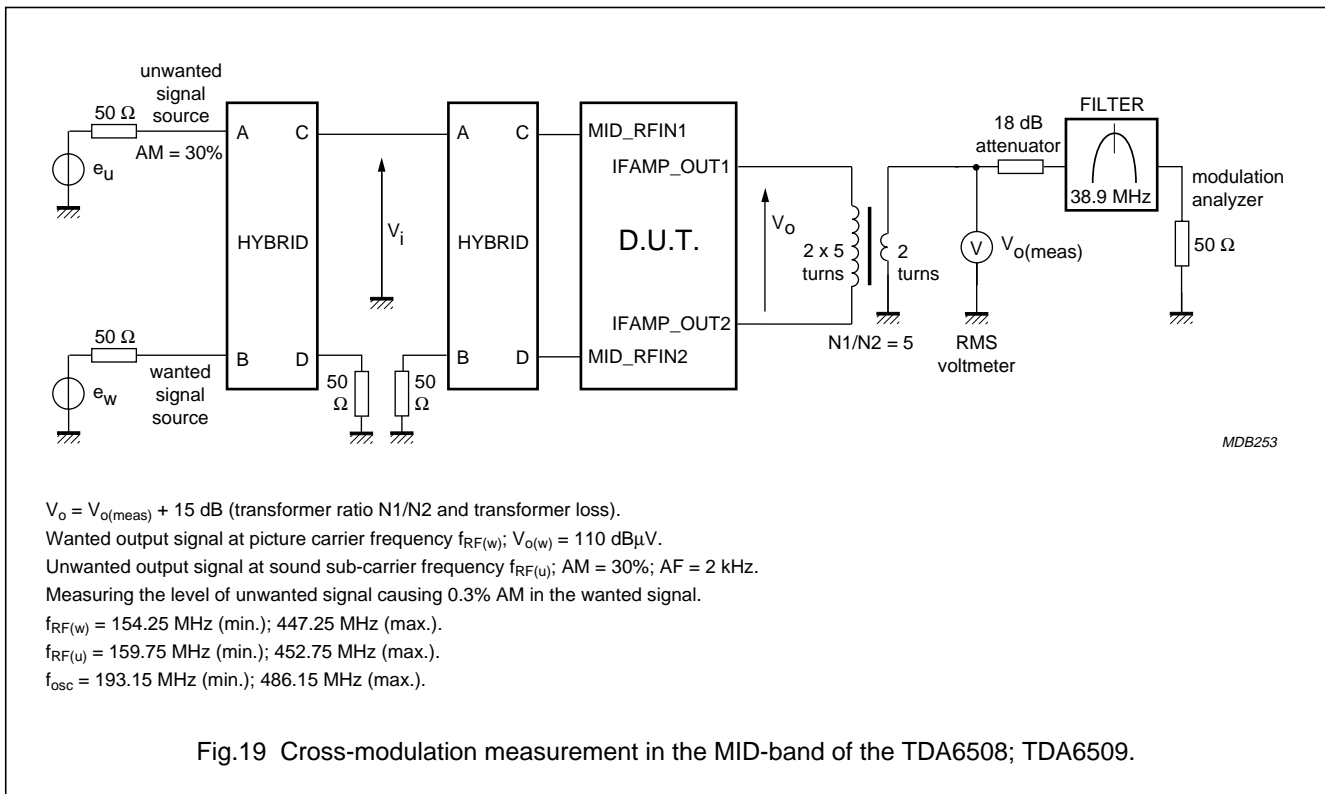 unwanted
signal
source
50 Ω
AM = 30%
e_u
A
C
HYBRID
B
D
50 Ω
e_w
wanted
signal
source
50
Ω
V_i
50
Ω
A
C
HYBRID
B
D
MID_RFIN1
IFAMP_OUT1
D.U.T.
IFAMP_OUT2
MID_RFIN2
V_o
2 x 5
turns
2
turns
N1/N2 = 5
V
V_o(meas)
RMS
voltmeter
18 dB
attenuator
FILTER
38.9 MHz
modulation
analyzer
50 Ω
MDB253
V_o = V_o(meas) + 15 dB (transformer ratio N1/N2 and transformer loss).
Wanted output signal at picture carrier frequency f_RF(w); V_o(w) = 110 dBμV.
Unwanted output signal at sound sub-carrier frequency f_RF(u); AM = 30%; AF = 2 kHz.
Measuring the level of unwanted signal causing 0.3% AM in the wanted signal.
f_RF(w) = 154.25 MHz (min.); 447.25 MHz (max.).
f_RF(u) = 159.75 MHz (min.); 452.75 MHz (max.).
f_osc = 193.15 MHz (min.); 486.15 MHz (max.).
Fig.19 Cross-modulation measurement in the MID-band of the TDA6508; TDA6509.